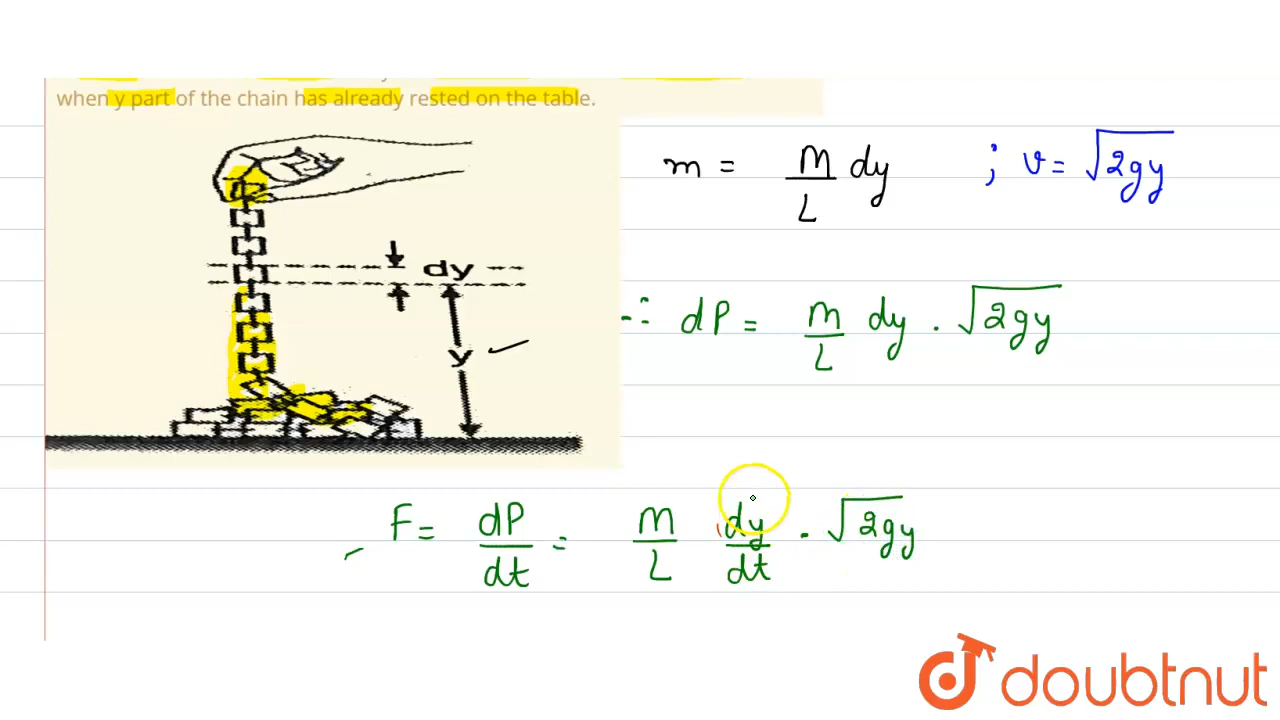 when y part of the chain has already rested on the table.
m = M/L dy ; v = √2gy
dy
∴ dP = M/L dy . √2gy
y
F = dP/dt = M/L dy/dt . √2gy
doubtnut